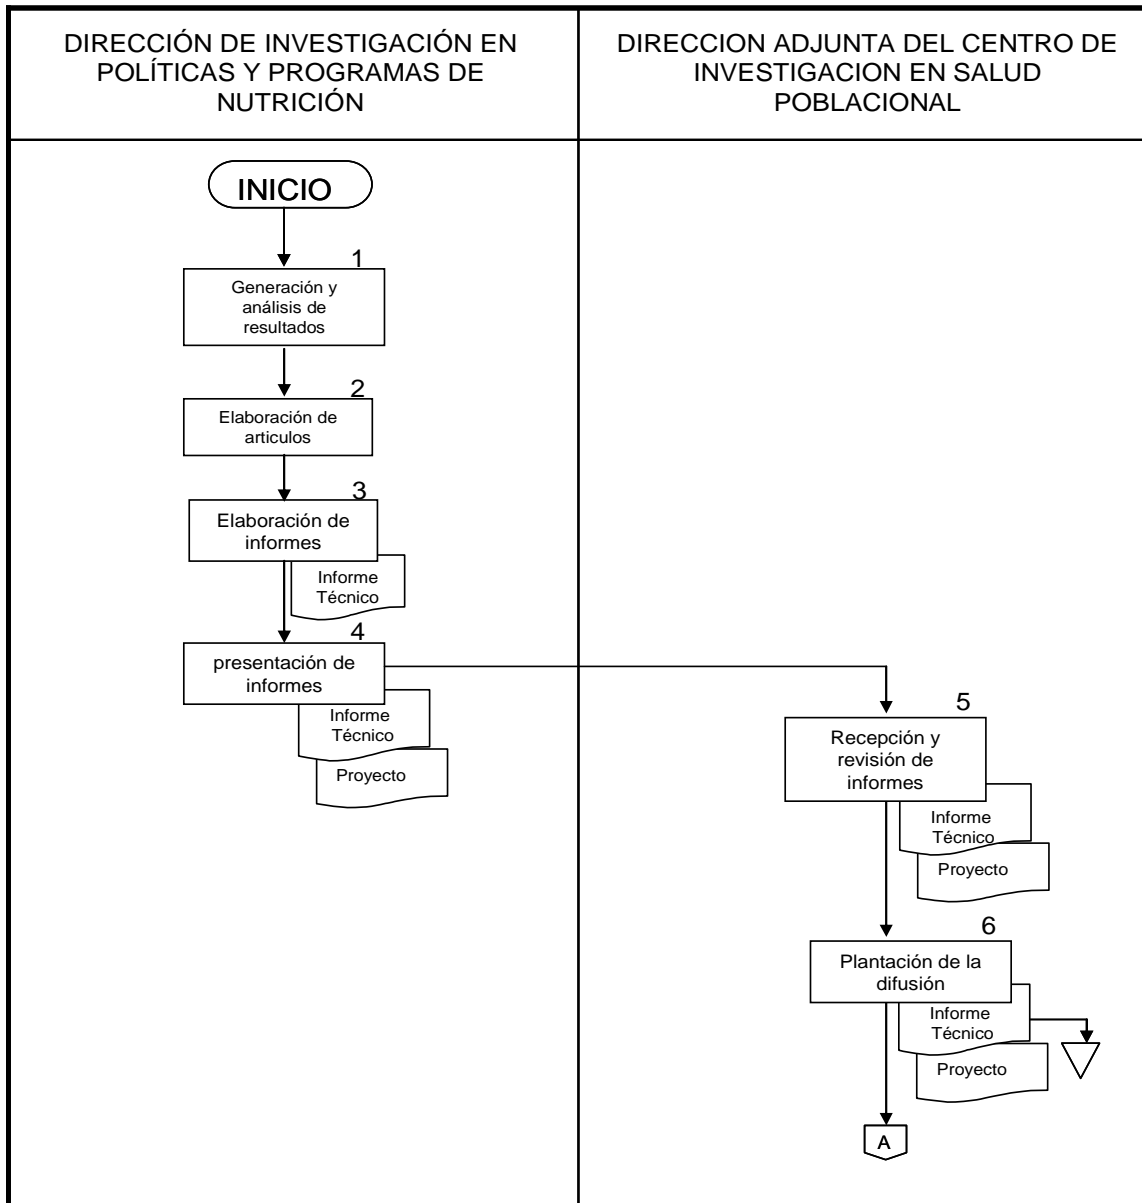 DIRECCIÓN DE INVESTIGACIÓN EN
POLÍTICAS Y PROGRAMAS DE
NUTRICIÓN
DIRECCION ADJUNTA DEL CENTRO DE
INVESTIGACION EN SALUD
POBLACIONAL
INICIO
1
Generación y
análisis de
resultados
2
Elaboración de
articulos
3
Elaboración de
informes
Informe
Técnico
4
presentación de
informes
Informe
Técnico
Proyecto
5
Recepción y
revisión de
informes
Informe
Técnico
Proyecto
6
Plantación de la
difusión
Informe
Técnico
Proyecto
A